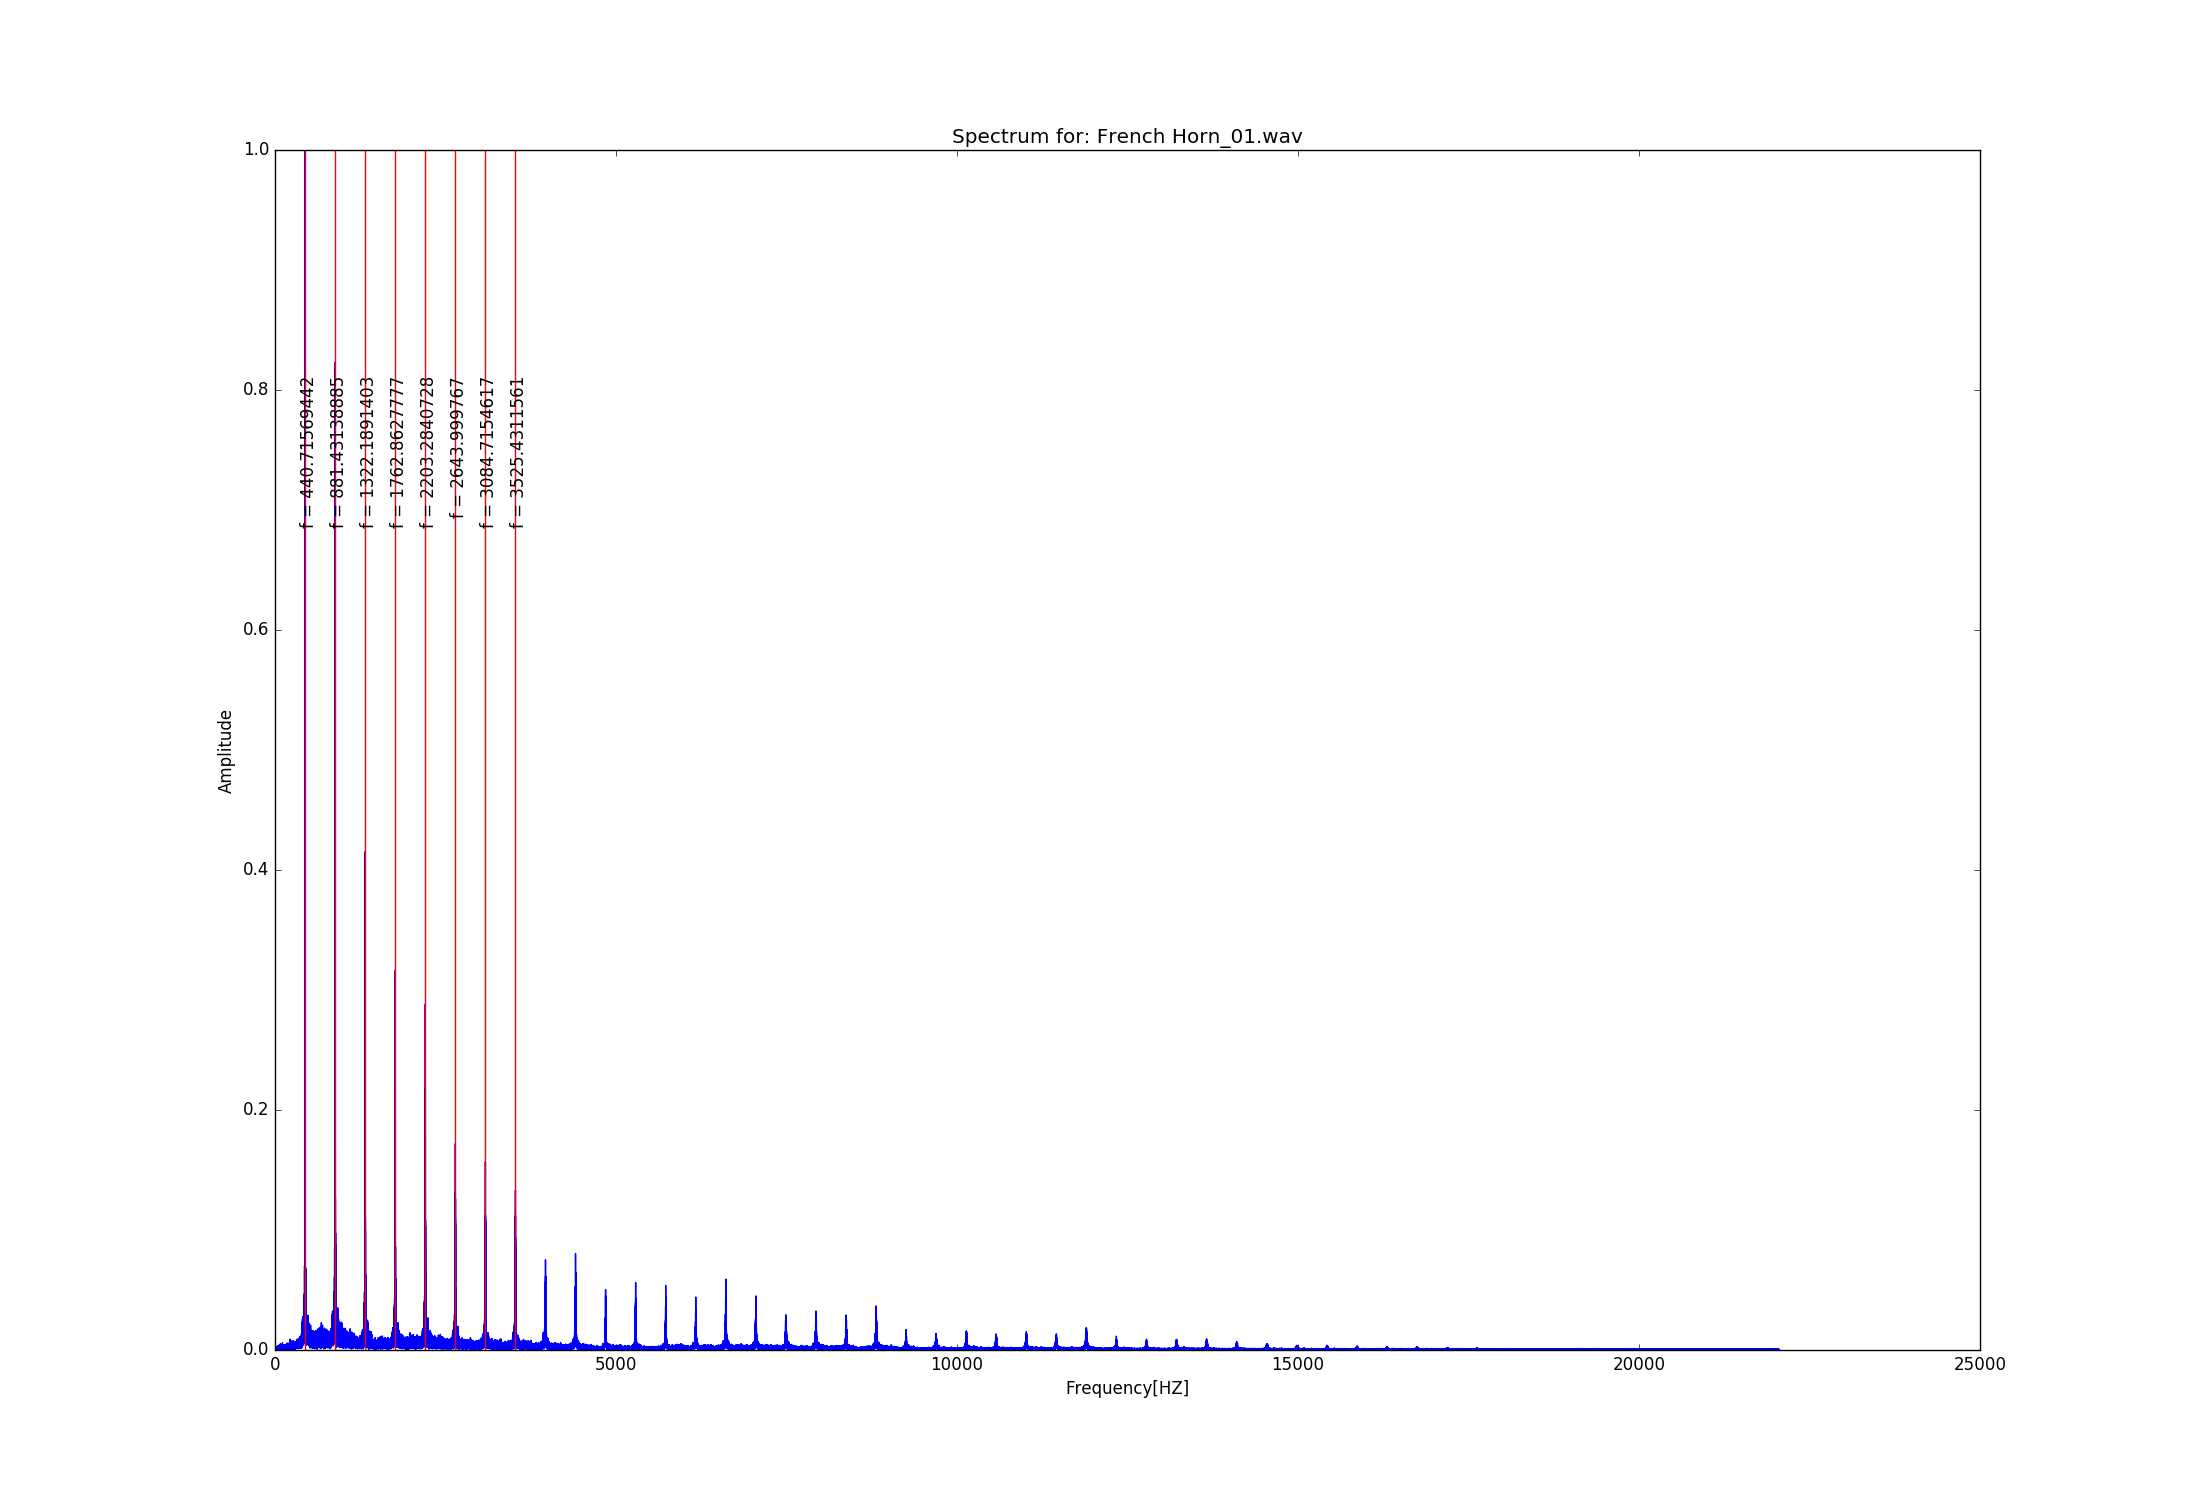 Spectrum for: French Horn_01.wav
1.0
0.8
0.6
0.4
0.2
0.0
Amplitude
f = 440.71569442
f = 881.43138885
f = 1322.1891403
f = 1762.8627777
f = 2203.2840728
f = 2643.999767
f = 3084.7154617
f = 3525.4311561
0
5000
10000
15000
20000
25000
Frequency[HZ]